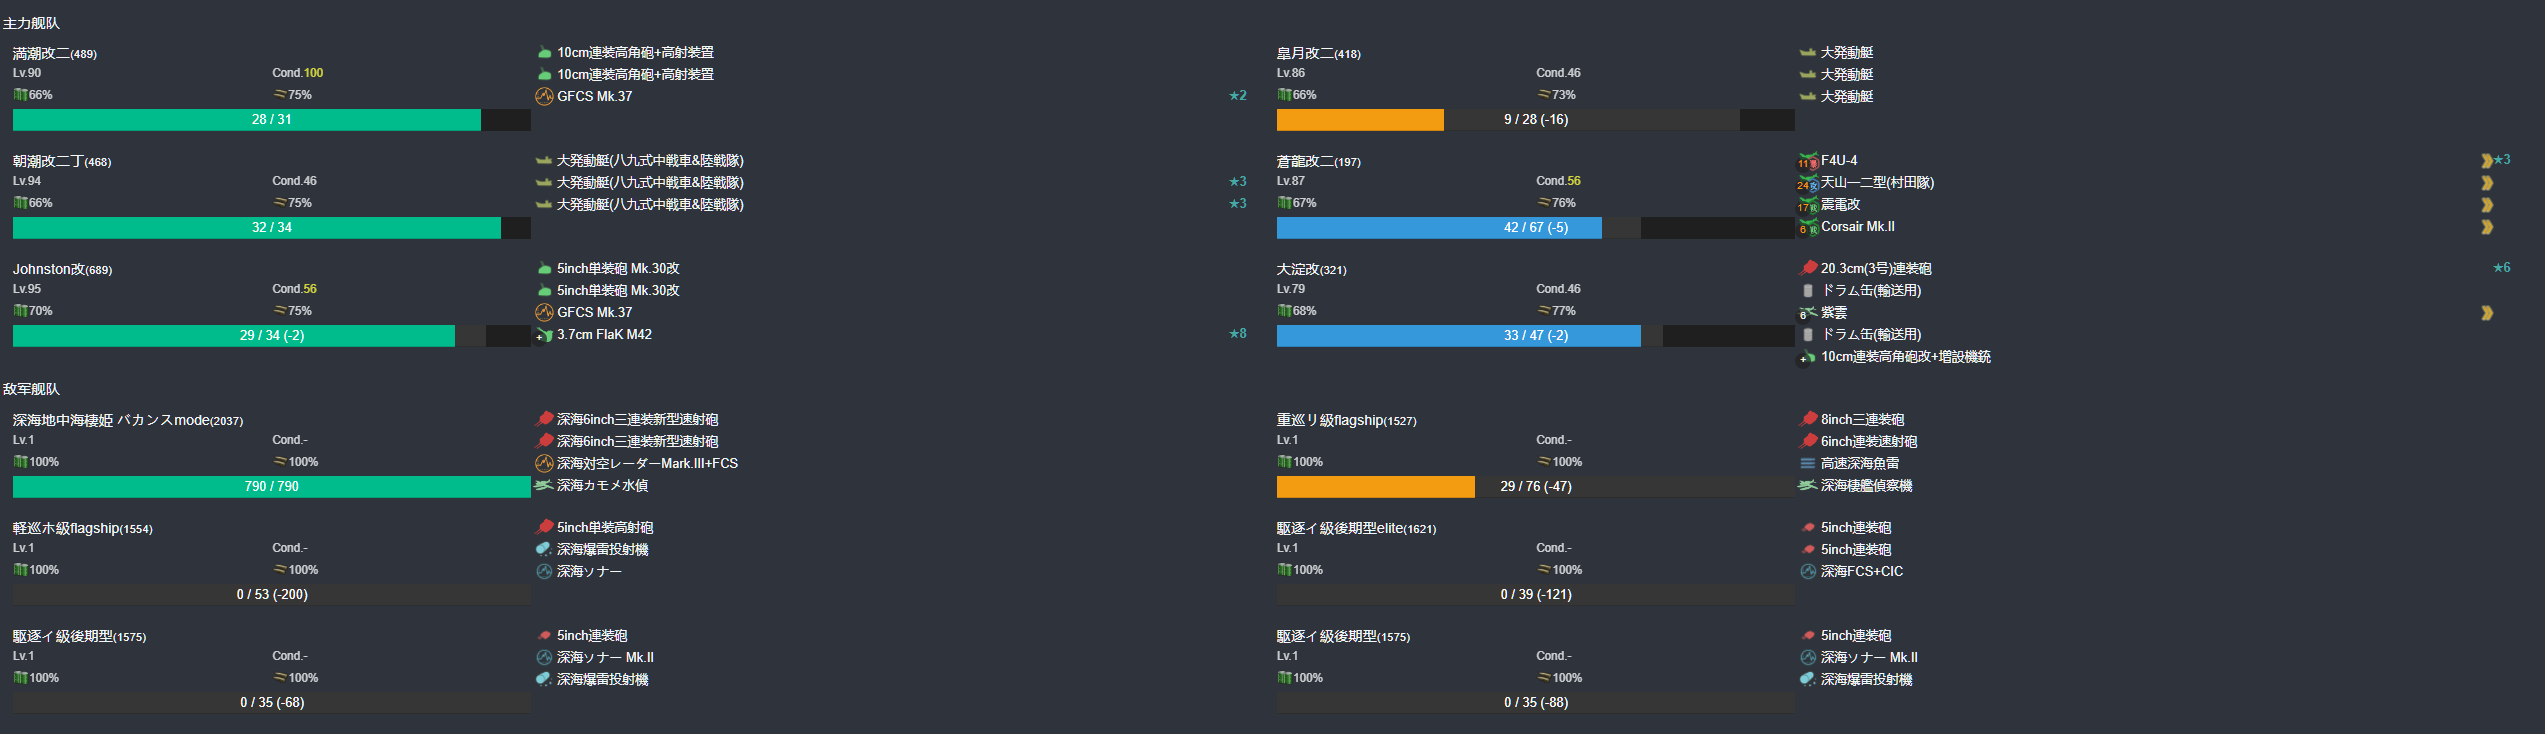 主力舰队
満潮改二(489)
Lv.90 Cond.100
66% 75%
28 / 31
10cm連装高角砲+高射装置
10cm連装高角砲+高射装置
GFCS Mk.37 ★2
皐月改二(418)
Lv.86 Cond.46
66% 73%
9 / 28 (-16)
大発動艇
大発動艇
大発動艇
朝潮改二丁(468)
Lv.94 Cond.46
66% 75%
32 / 34
大発動艇(八九式中戦車&陸戦隊)
大発動艇(八九式中戦車&陸戦隊) ★3
大発動艇(八九式中戦車&陸戦隊) ★3
蒼龍改二(197)
Lv.87 Cond.56
67% 76%
42 / 67 (-5)
11 F4U-4 ★3
24 天山一二型(村田隊)
17 震電改
6 Corsair Mk.II
Johnston改(689)
Lv.95 Cond.56
70% 75%
29 / 34 (-2)
5inch単装砲 Mk.30改
5inch単装砲 Mk.30改
GFCS Mk.37
+ 3.7cm FlaK M42 ★8
大淀改(321)
Lv.79 Cond.46
68% 77%
33 / 47 (-2)
20.3cm(3号)連装砲 ★6
ドラム缶(輸送用)
6 紫雲
ドラム缶(輸送用)
+ 10cm連装高角砲改+増設機銃
敌军舰队
深海地中海棲姫 バカンスmode(2037)
Lv.1 Cond.-
100% 100%
790 / 790
深海6inch三連装新型速射砲
深海6inch三連装新型速射砲
深海対空レーダーMark.III+FCS
深海カモメ水偵
重巡リ級flagship(1527)
Lv.1 Cond.-
100% 100%
29 / 76 (-47)
8inch三連装砲
6inch連装速射砲
高速深海魚雷
深海棲艦偵察機
軽巡ホ級flagship(1554)
Lv.1 Cond.-
100% 100%
0 / 53 (-200)
5inch単装高射砲
深海爆雷投射機
深海ソナー
駆逐イ級後期型elite(1621)
Lv.1 Cond.-
100% 100%
0 / 39 (-121)
5inch連装砲
5inch連装砲
深海FCS+CIC
駆逐イ級後期型(1575)
Lv.1 Cond.-
100% 100%
0 / 35 (-68)
5inch連装砲
深海ソナー Mk.II
深海爆雷投射機
駆逐イ級後期型(1575)
Lv.1 Cond.-
100% 100%
0 / 35 (-88)
5inch連装砲
深海ソナー Mk.II
深海爆雷投射機